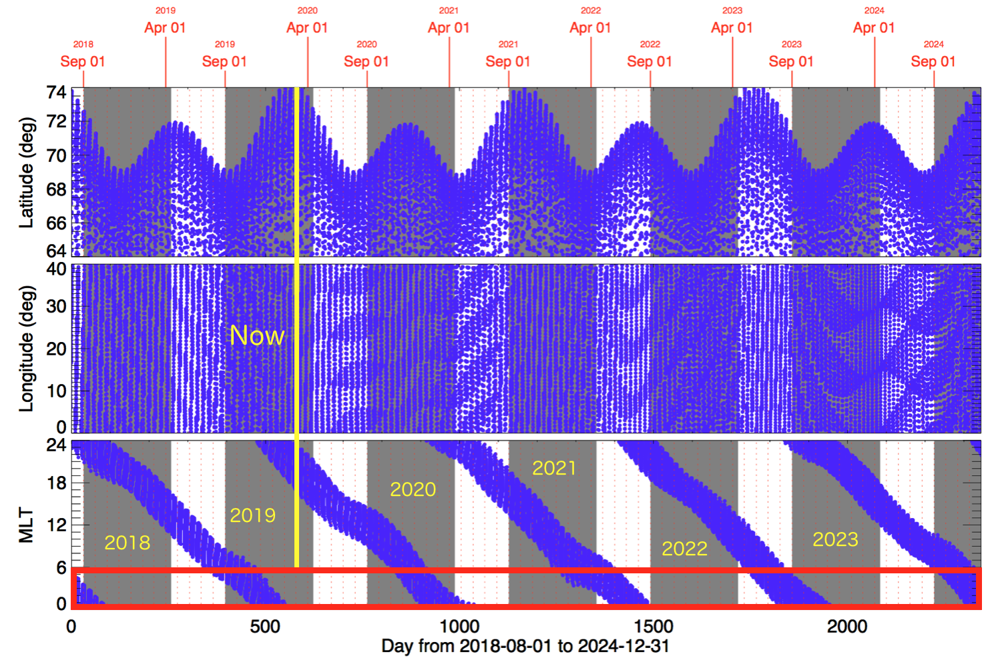 2019 2020 2021 2022 2023 2024
Apr 01 Apr 01 Apr 01 Apr 01 Apr 01 Apr 01
2018 2019 2020 2021 2022 2023 2024
Sep 01 Sep 01 Sep 01 Sep 01 Sep 01 Sep 01 Sep 01
74
72
70
68
66
64
Latitude (deg)
40
30
20
10
0
Longitude (deg)
Now
24
18
12
6
0
MLT
2018
2019
2020
2021
2022
2023
0 500 1000 1500 2000
Day from 2018-08-01 to 2024-12-31